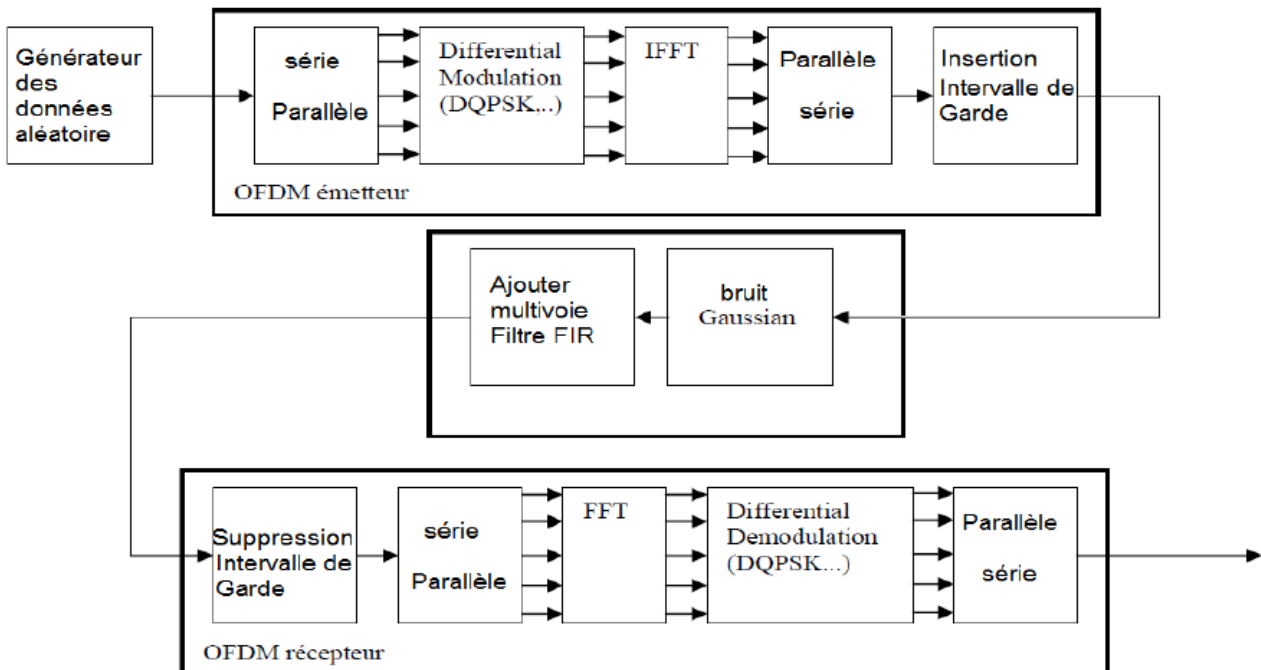 Générateur
des
données
aléatoire
série
Parallèle
Differential
Modulation
(DQPSK,..)
IFFT
Parallèle
série
Insertion
Intervalle de
Garde
OFDM émetteur
Ajouter
multivoie
Filtre FIR
bruit
Gaussian
Suppression
Intervalle de
Garde
série
Parallèle
FFT
Differential
Demodulation
(DQPSK...)
Parallèle
série
OFDM récepteur